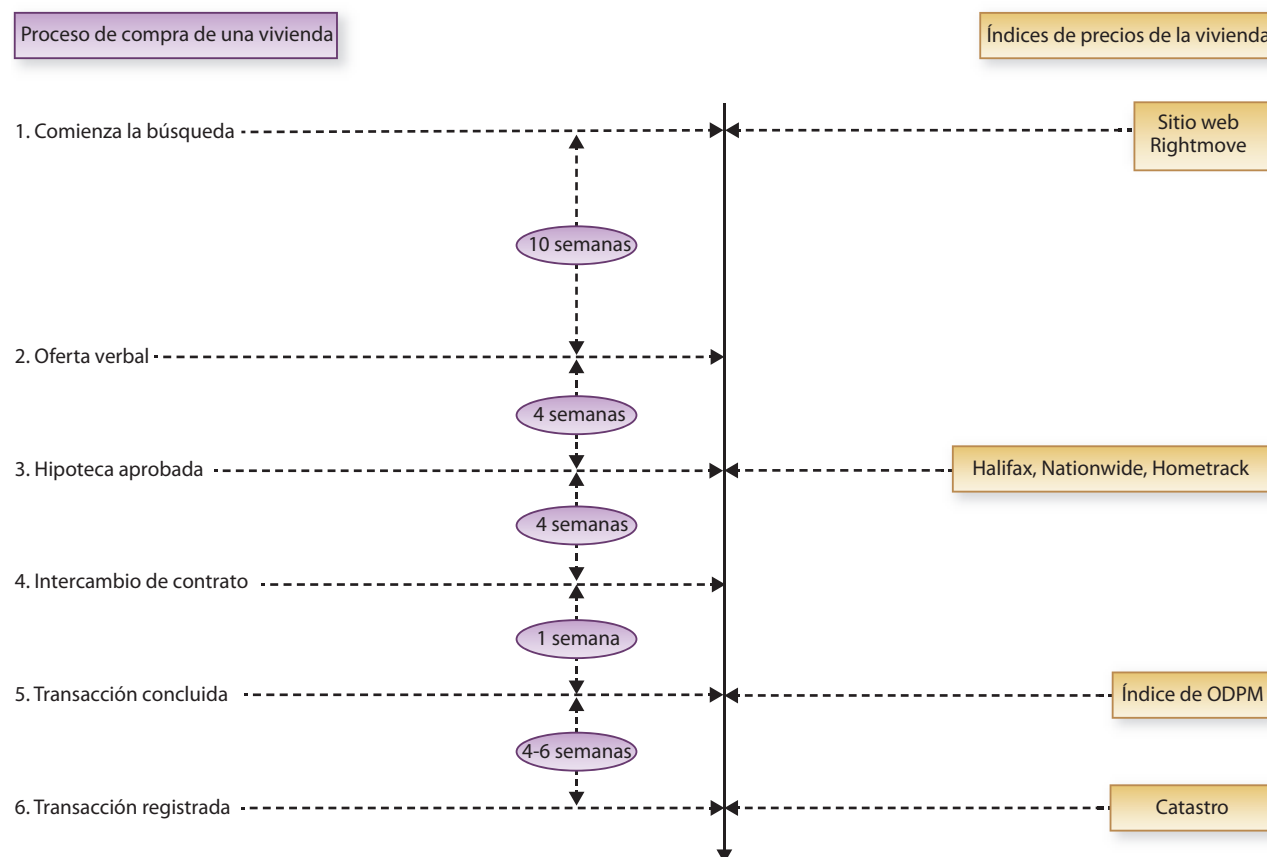 Proceso de compra de una vivienda
Índices de precios de la vivienda
1. Comienza la búsqueda
Sitio web
Rightmove
10 semanas
2. Oferta verbal
4 semanas
3. Hipoteca aprobada
Halifax, Nationwide, Hometrack
4 semanas
4. Intercambio de contrato
1 semana
5. Transacción concluida
Índice de ODPM
4-6 semanas
6. Transacción registrada
Catastro